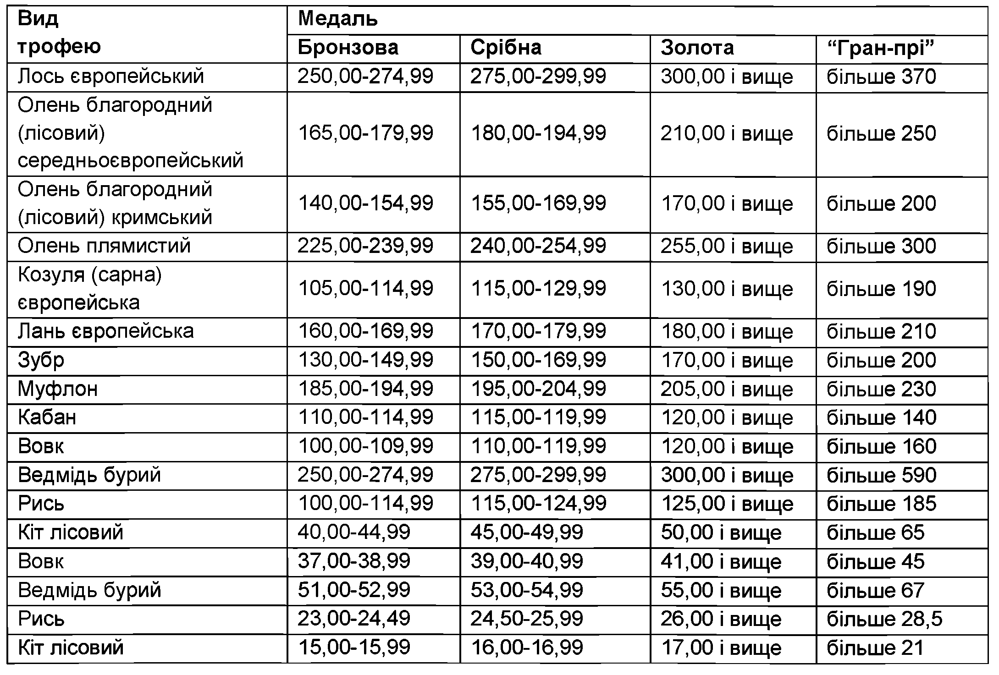 Вид
трофею
Медаль
Бронзова Срібна Золота “Гран-прі”
Лось європейський 250,00-274,99 275,00-299,99 300,00 і вище більше 370
Олень благородний
(лісовий)
середньоєвропейський
165,00-179,99 180,00-194,99 210,00 і вище більше 250
Олень благородний
(лісовий) кримський
140,00-154,99 155,00-169,99 170,00 і вище більше 200
Олень плямистий 225,00-239,99 240,00-254,99 255,00 і вище більше 300
Козуля (сарна)
європейська
105,00-114,99 115,00-129,99 130,00 і вище більше 190
Лань європейська 160,00-169,99 170,00-179,99 180,00 і вище більше 210
Зубр 130,00-149,99 150,00-169,99 170,00 і вище більше 200
Муфлон 185,00-194,99 195,00-204,99 205,00 і вище більше 230
Кабан 110,00-114,99 115,00-119,99 120,00 і вище більше 140
Вовк 100,00-109,99 110,00-119,99 120,00 і вище більше 160
Ведмідь бурий 250,00-274,99 275,00-299,99 300,00 і вище більше 590
Рись 100,00-114,99 115,00-124,99 125,00 і вище більше 185
Кіт лісовий 40,00-44,99 45,00-49,99 50,00 і вище більше 65
Вовк 37,00-38,99 39,00-40,99 41,00 і вище більше 45
Ведмідь бурий 51,00-52,99 53,00-54,99 55,00 і вище більше 67
Рись 23,00-24,49 24,50-25,99 26,00 і вище більше 28,5
Кіт лісовий 15,00-15,99 16,00-16,99 17,00 і вище більше 21